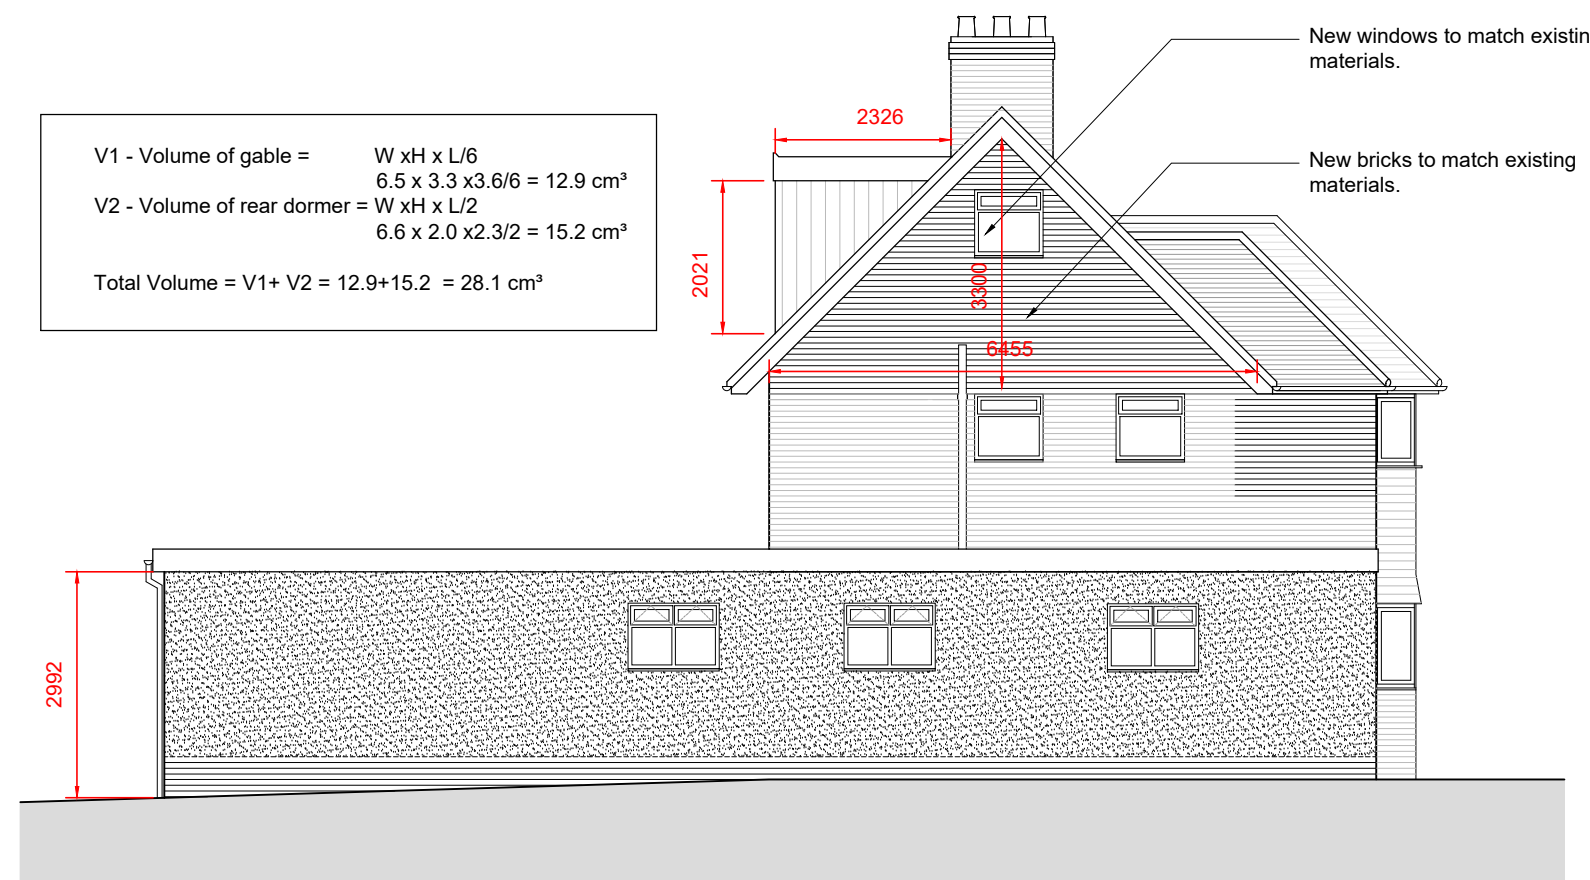 New windows to match existin
materials.
2326
V1 - Volume of gable = W xH x L/6
6.5 x 3.3 x3.6/6 = 12.9 cm³
V2 - Volume of rear dormer = W xH x L/2
6.6 x 2.0 x2.3/2 = 15.2 cm³
Total Volume = V1+ V2 = 12.9+15.2 = 28.1 cm³
New bricks to match existing
materials.
2021
3300
6455
2992